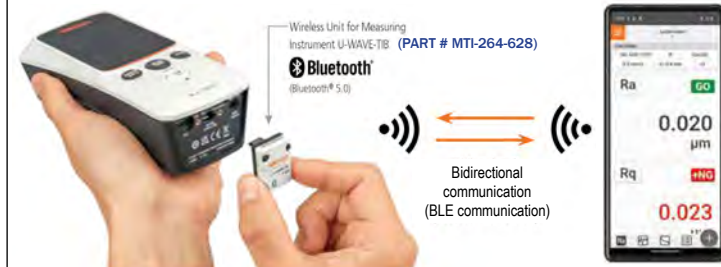 Wireless Unit for Measuring
Instrument U-WAVE-TIB (PART # MTI-264-628)
Bluetooth®
(Bluetooth® 5.0)
Bidirectional
communication
(BLE communication)
Ra
GO
0.020
µm
Rq
+NG
0.023